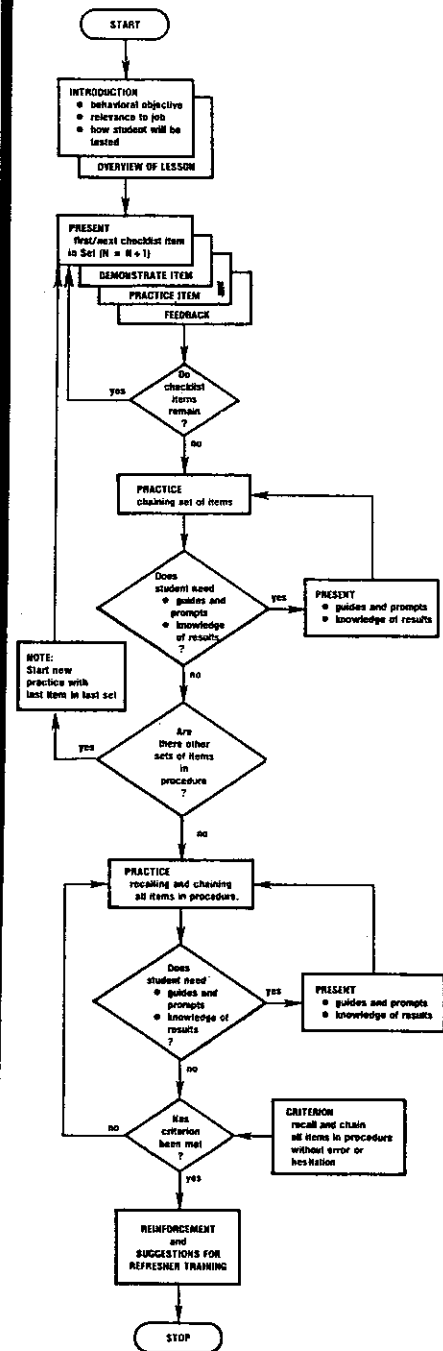 START
INTRODUCTION
● behavioral objective
● relevance to job
● how student will be
tested
OVERVIEW OF LESSON
PRESENT
first/next checklist item
in Set (N = N + 1)
DEMONSTRATE ITEM
PRACTICE ITEM
FEEDBACK
Do
checklist
items
remain
?
yes
no
PRACTICE
chaining set of items
Does
student need
● guides and
prompts
● knowledge
of results
?
yes
PRESENT
● guides and prompts
● knowledge of results
no
NOTE:
Start new
practice with
last item in last set
Are
there other
sets of items
in
procedure
?
yes
no
PRACTICE
recalling and chaining
all items in procedure.
Does
student need
● guides and
prompts
● knowledge of
results
?
yes
PRESENT
● guides and prompts
● knowledge of results
no
Has
criterion
been met
?
no
CRITERION
recall and chain
all items in procedure
without error or
hesitation
yes
REINFORCEMENT
and
SUGGESTIONS FOR
REFRESHER TRAINING
STOP